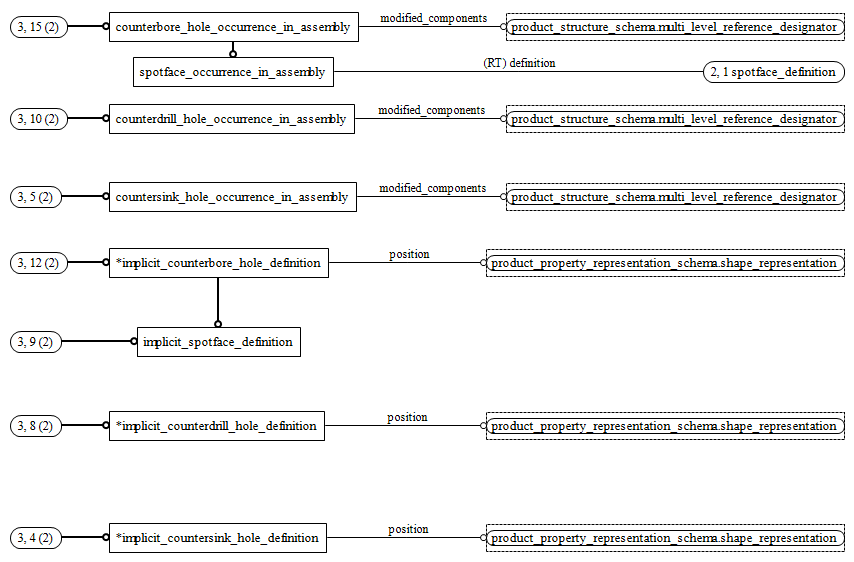 3, 15 (2) counterbore_hole_occurrence_in_assembly modified_components product_structure_schema.multi_level_reference_designator
spotface_occurrence_in_assembly (RT) definition 2, 1 spotface_definition
3, 10 (2) counterdrill_hole_occurrence_in_assembly modified_components product_structure_schema.multi_level_reference_designator
3, 5 (2) countersink_hole_occurrence_in_assembly modified_components product_structure_schema.multi_level_reference_designator
3, 12 (2) *implicit_counterbore_hole_definition position product_property_representation_schema.shape_representation
3, 9 (2) implicit_spotface_definition
3, 8 (2) *implicit_counterdrill_hole_definition position product_property_representation_schema.shape_representation
3, 4 (2) *implicit_countersink_hole_definition position product_property_representation_schema.shape_representation